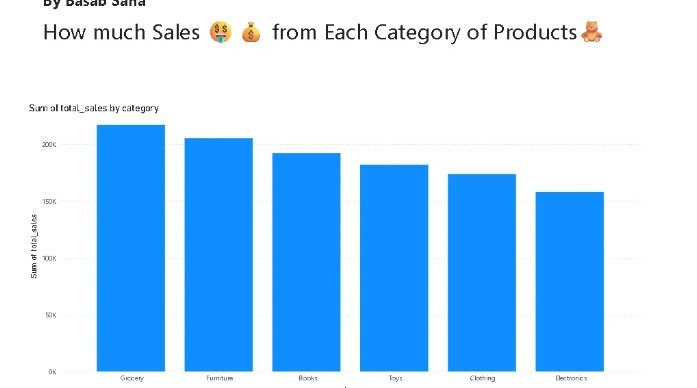 By Basab Saha
How much Sales 🤑 💰 from Each Category of Products🧸
Sum of total_sales by category
Sum of total_sales
200K
150K
100K
50K
0K
Grocery Furniture Books Toys Clothing Electronics